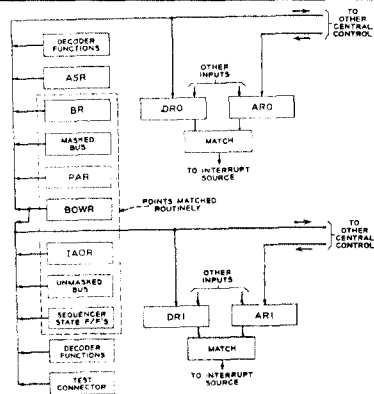 DECODER
FUNCTIONS
ASR
BR
MASKED
BUS
PAR
BOWR
IAOR
UNMASKED
BUS
SEQUENCER
STATE F/F'S
DECODER
FUNCTIONS
TEST
CONNECTOR
POINTS MATCHED
ROUTINELY
OTHER
INPUTS
DR0
AR0
MATCH
TO INTERRUPT
SOURCE
TO
OTHER
CENTRAL
CONTROL
OTHER
INPUTS
DR1
AR1
MATCH
TO INTERRUPT
SOURCE
TO
OTHER
CENTRAL
CONTROL